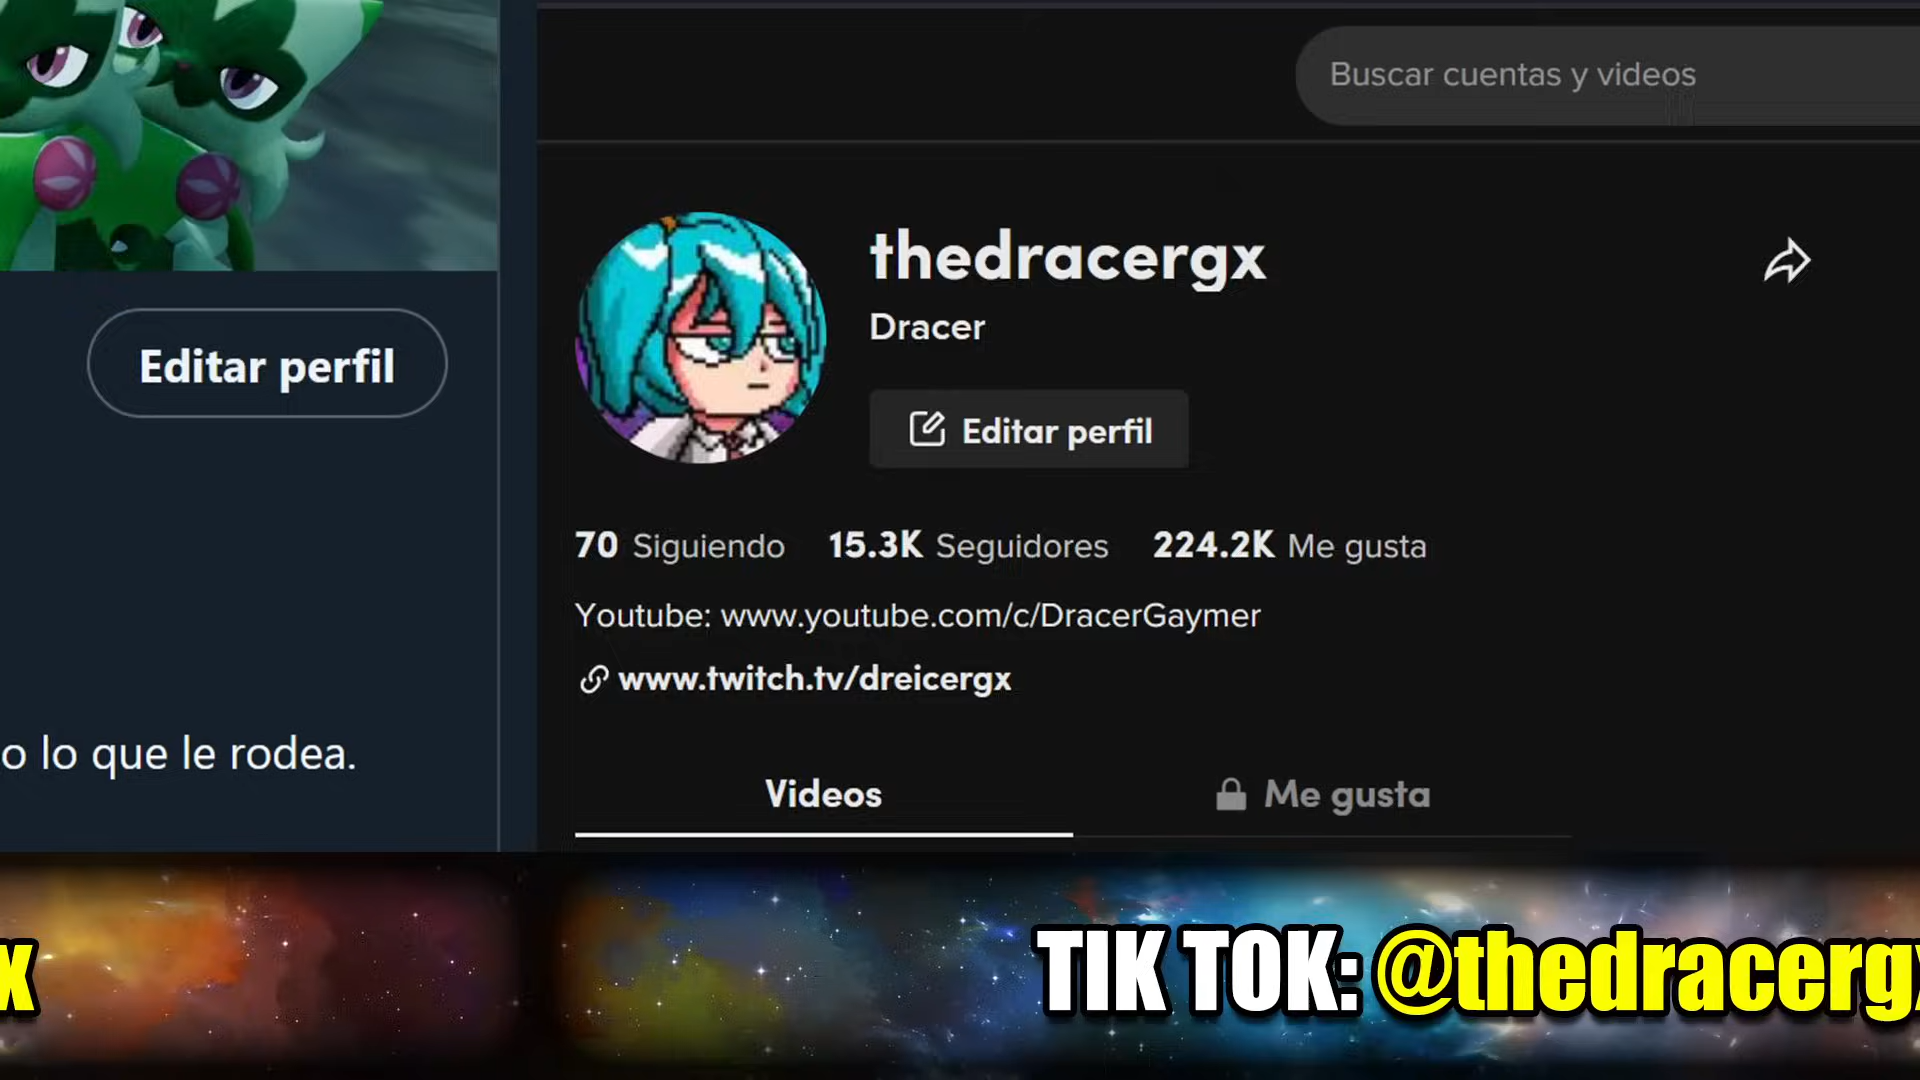 Buscar cuentas y videos
thedracergx
Dracer
Editar perfil
Editar perfil
70 Siguiendo 15.3K Seguidores 224.2K Me gusta
Youtube: www.youtube.com/c/DracerGaymer
www.twitch.tv/dreicergx
o lo que le rodea.
Videos Me gusta
x TIK TOK: @thedracergx